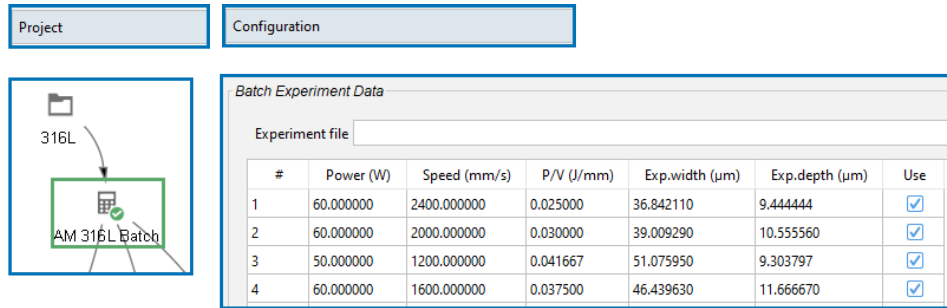 Project
Configuration
316L
AM 316L Batch
Batch Experiment Data
Experiment file
# Power (W) Speed (mm/s) P/V (J/mm) Exp.width (µm) Exp.depth (µm) Use
1 60.000000 2400.000000 0.025000 36.842110 9.444444
2 60.000000 2000.000000 0.030000 39.009290 10.555560
3 50.000000 1200.000000 0.041667 51.075950 9.303797
4 60.000000 1600.000000 0.037500 46.439630 11.666670